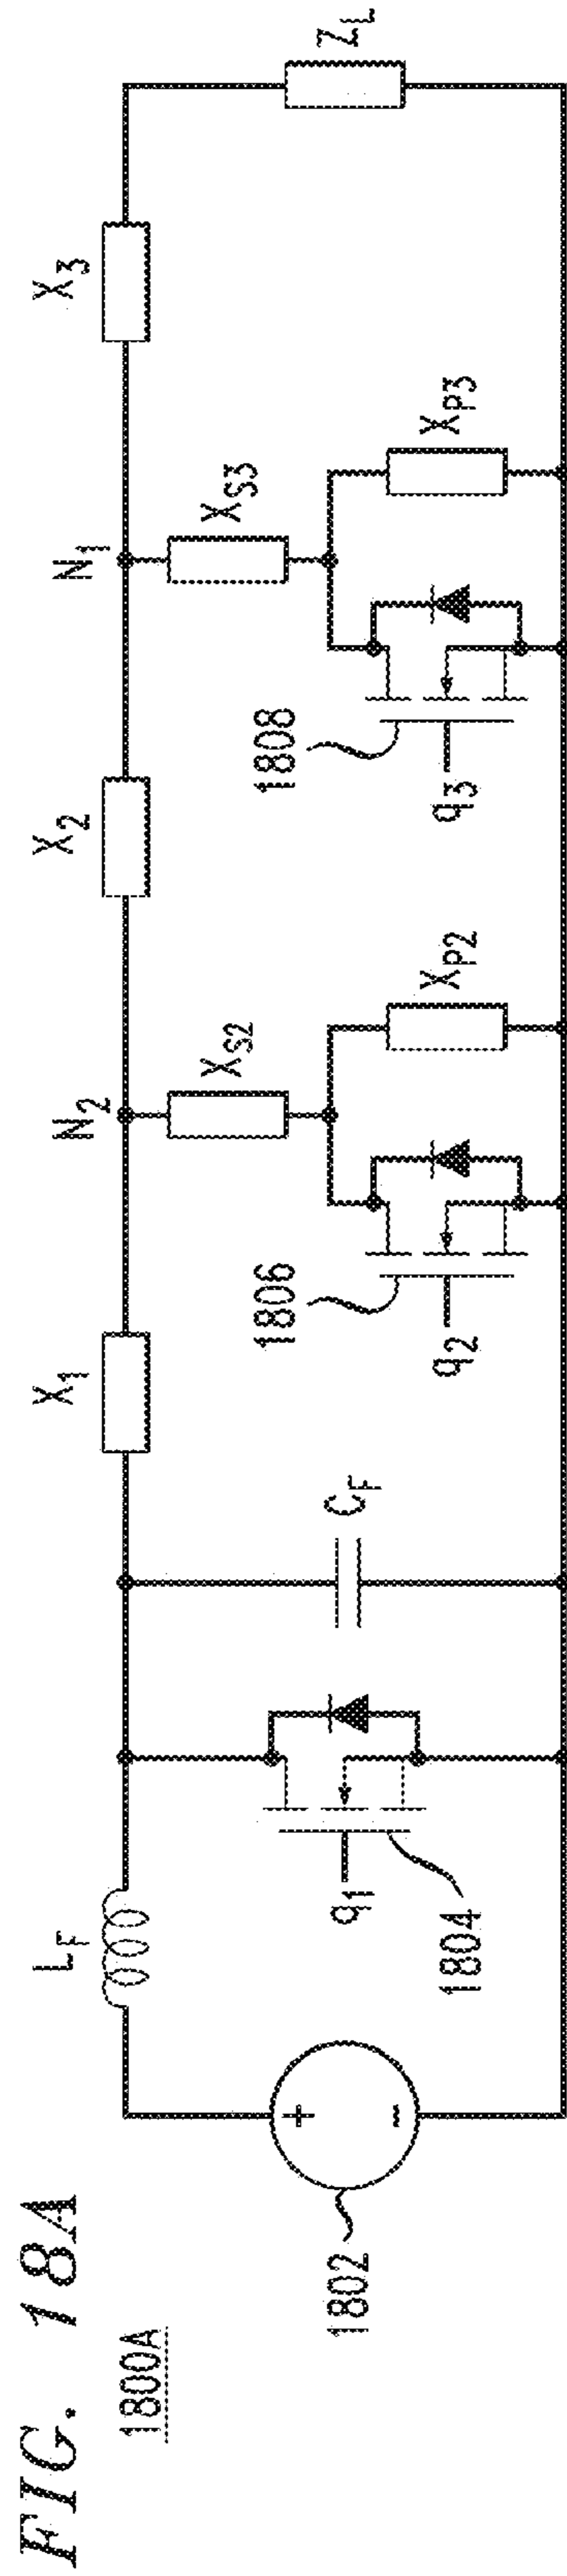 FIG. 18A
1800A
1802
+
-
L_F
q_1
1804
C_F
X_1
N_2
X_S2
X_P2
1806
q_2
X_2
N_1
X_S3
X_P3
1808
q_3
X_3
Z_L